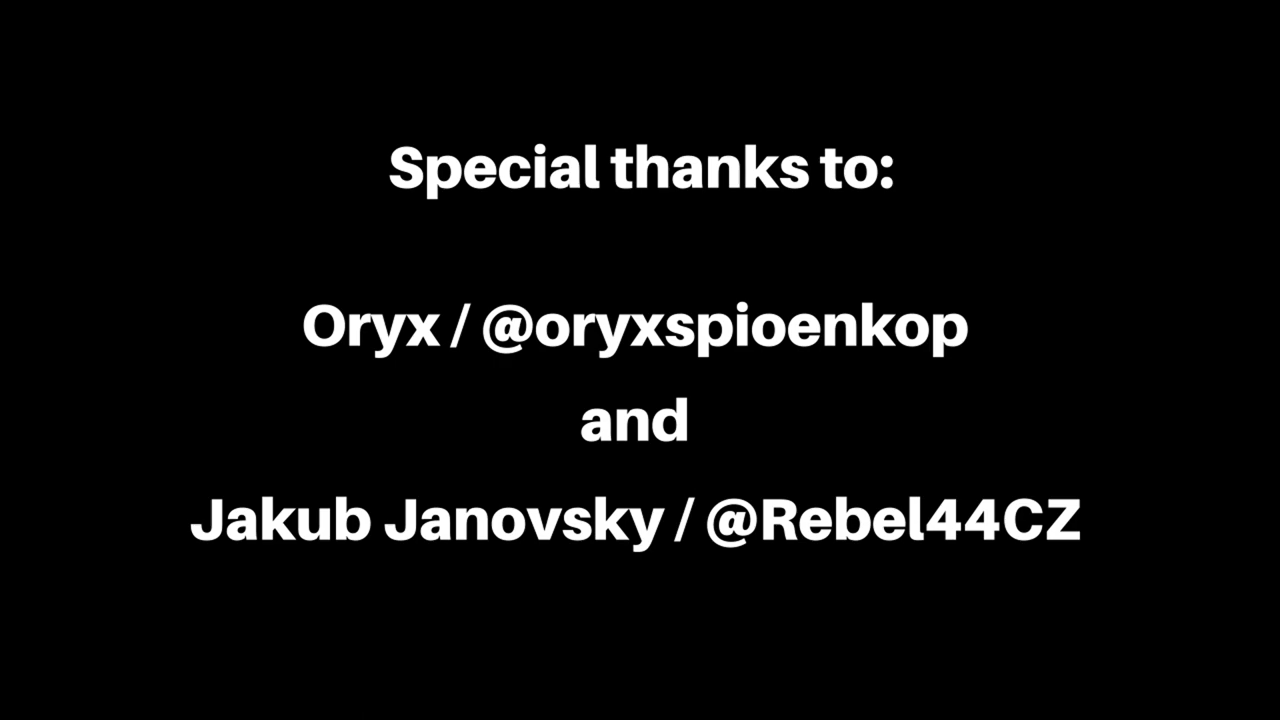 Special thanks to:
Oryx / @oryxspioenkop
and
Jakub Janovsky / @Rebel44CZ